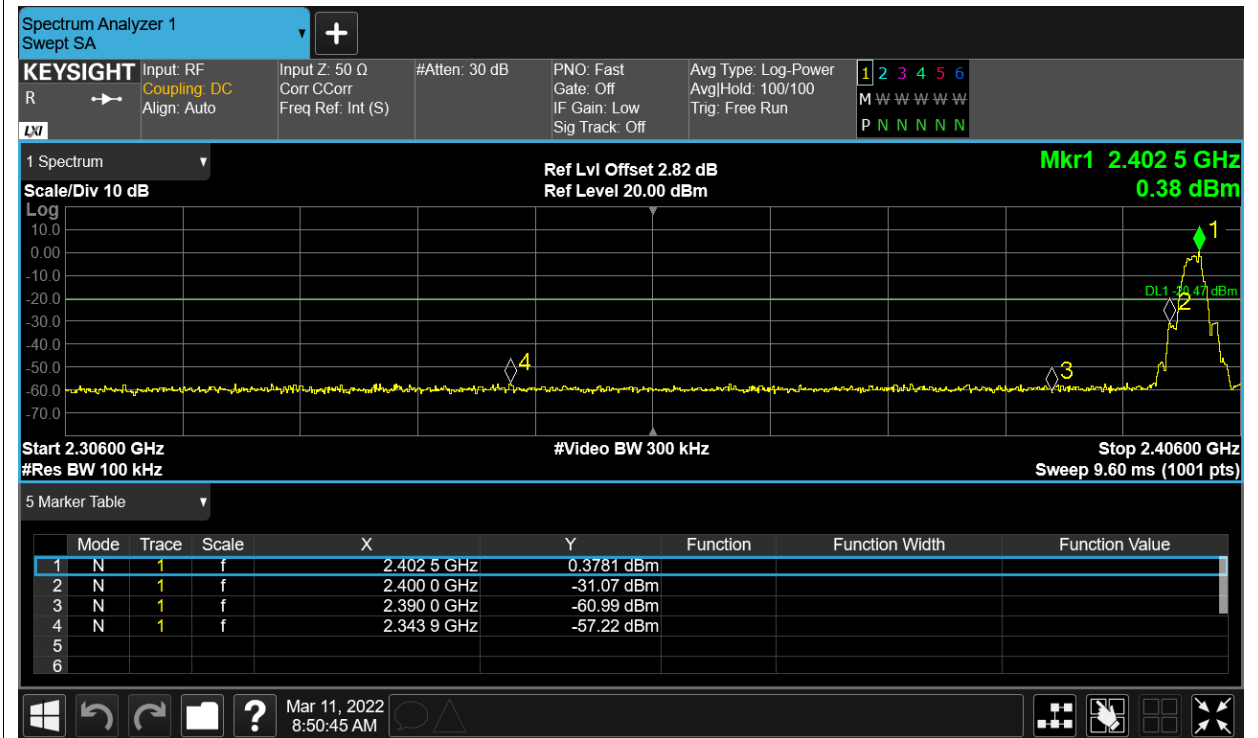 Spectrum Analyzer 1
Swept SA
+
KEYSIGHT Input: RF Input Z: 50 Ω #Atten: 30 dB PNO: Fast Avg Type: Log-Power 1 2 3 4 5 6
R Coupling: DC Corr CCorr Gate: Off Avg|Hold: 100/100 M W W W W W
Align: Auto Freq Ref: Int (S) IF Gain: Low Trig: Free Run
LXI Sig Track: Off P N N N N N
1 Spectrum Ref Lvl Offset 2.82 dB Mkr1 2.402 5 GHz
Scale/Div 10 dB Ref Level 20.00 dBm 0.38 dBm
Log
10.0 1
0.00
-10.0
DL1 -20.47 dBm
-20.0 2
-30.0
-40.0
-50.0 4 3
-60.0
-70.0
Start 2.30600 GHz #Video BW 300 kHz Stop 2.40600 GHz
#Res BW 100 kHz Sweep 9.60 ms (1001 pts)
5 Marker Table
Mode Trace Scale X Y Function Function Width Function Value
1 N 1 f 2.402 5 GHz 0.3781 dBm
2 N 1 f 2.400 0 GHz -31.07 dBm
3 N 1 f 2.390 0 GHz -60.99 dBm
4 N 1 f 2.343 9 GHz -57.22 dBm
5
6
? Mar 11, 2022
8:50:45 AM